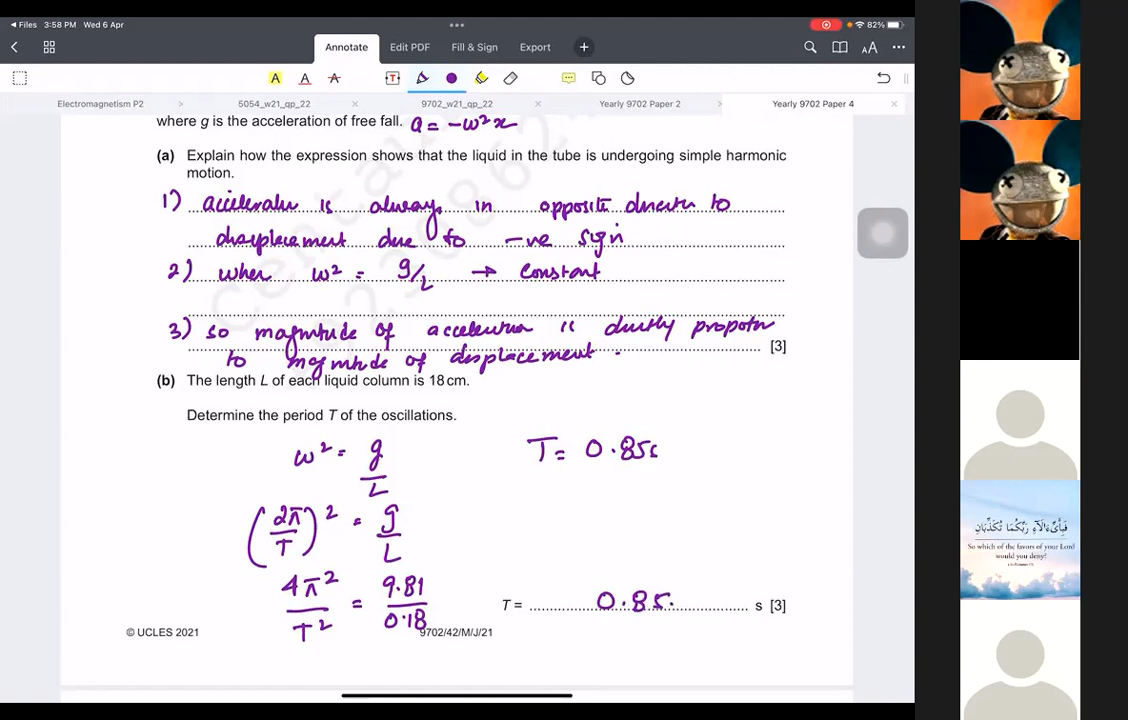 Files 3:58 PM Wed 6 Apr
82%
Annotate Edit PDF Fill & Sign Export
Electromagnetism P2 5054_w21_qp_22 9702_w21_qp_22 Yearly 9702 Paper 2 Yearly 9702 Paper 4
where g is the acceleration of free fall. a = -ω²x
(a) Explain how the expression shows that the liquid in the tube is undergoing simple harmonic
motion.
1) is always in opposite to
displacement due to -ve sign
2) when ω² = g/L → constant
3) so magnitude of acceleration is directly
to magnitude of displacement . [3]
(b) The length L of each liquid column is 18 cm.
Determine the period T of the oscillations.
ω² = g/L T = 0.85s
(2π/T)² = g/L
4π²/T² = 9.81/0.18
T = 0.85 s [3]
© UCLES 2021 9702/42/M/J/21
فَبِأَيِّ آلَاءِ رَبِّكُمَا تُكَذِّبَانِ
So which of the favors of your Lord
would you deny?